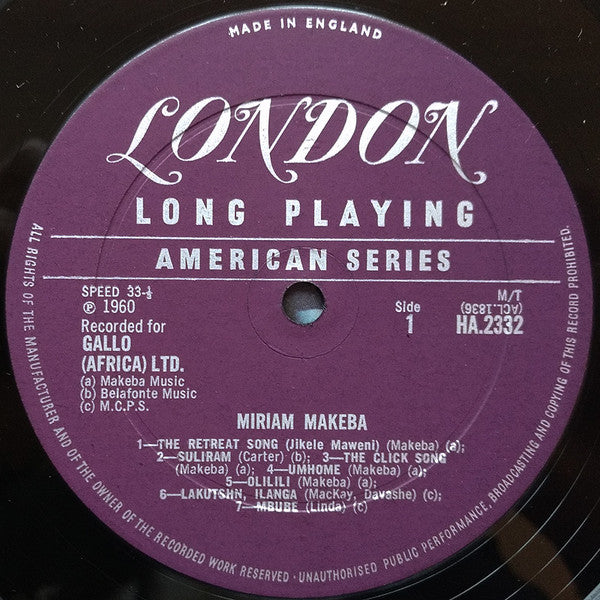 MADE IN ENGLAND
LONDON
LONG PLAYING
AMERICAN SERIES
SPEED 33-⅓
℗ 1960
Recorded for
GALLO
(AFRICA) LTD.
(a) Makeba Music
(b) Belafonte Music
(c) M.C.P.S.
Side
1
T/M
(ACL.1836)
HA.2332
MIRIAM MAKEBA
1—THE RETREAT SONG (Jikele Maweni) (Makeba) (a);
2—SULIRAM (Carter) (b); 3—THE CLICK SONG
(Makeba) (a); 4—UMHOME (Makeba) (a);
5—OLILILI (Makeba) (a);
6—LAKUTSHN, ILANGA (MacKay, Davashe) (c);
7—MBUBE (Linda) (c)
ALL RIGHTS OF THE MANUFACTURER AND OF THE OWNER OF THE RECORDED WORK RESERVED · UNAUTHORISED PUBLIC PERFORMANCE, BROADCASTING AND COPYING OF THIS RECORD PROHIBITED.